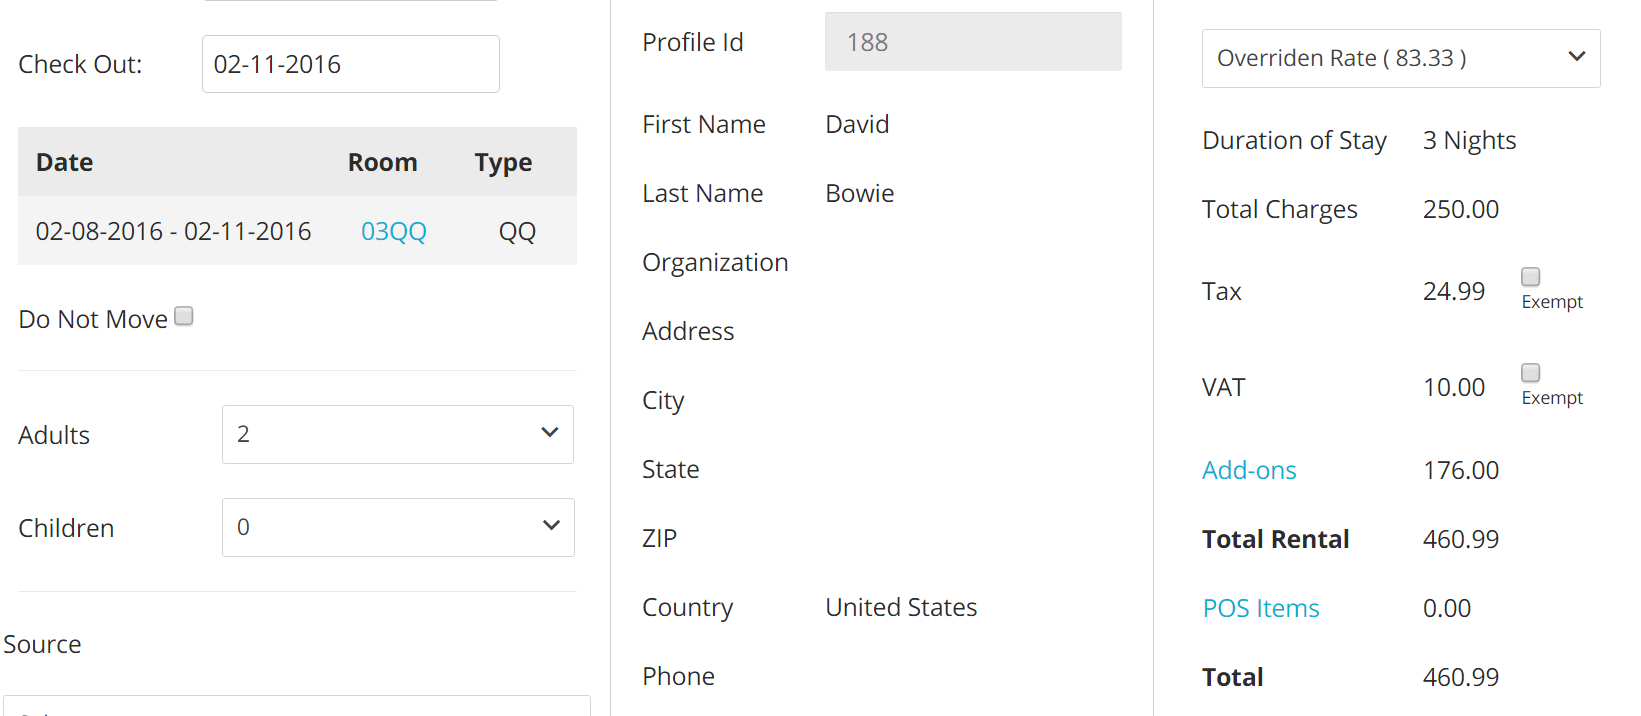 Check Out: 02-11-2016
Date Room Type
02-08-2016 - 02-11-2016 03QQ QQ
Do Not Move
Adults 2
Children 0
Source
Profile Id 188
First Name David
Last Name Bowie
Organization
Address
City
State
ZIP
Country United States
Phone
Overriden Rate ( 83.33 )
Duration of Stay 3 Nights
Total Charges 250.00
Tax 24.99 Exempt
VAT 10.00 Exempt
Add-ons 176.00
Total Rental 460.99
POS Items 0.00
Total 460.99